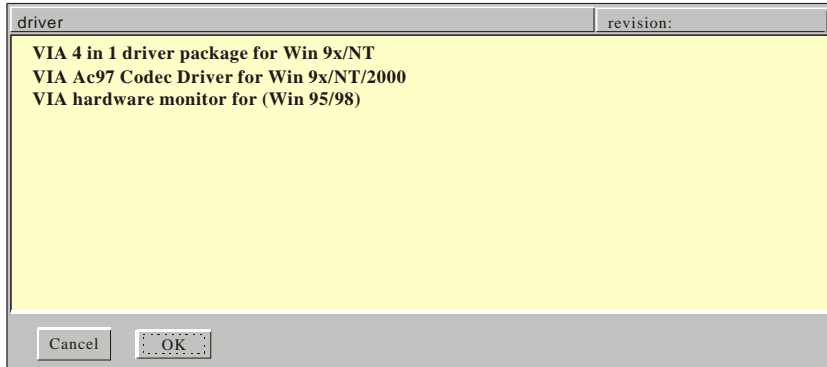 driver revision:
VIA 4 in 1 driver package for Win 9x/NT
VIA Ac97 Codec Driver for Win 9x/NT/2000
VIA hardware monitor for (Win 95/98)
Cancel OK